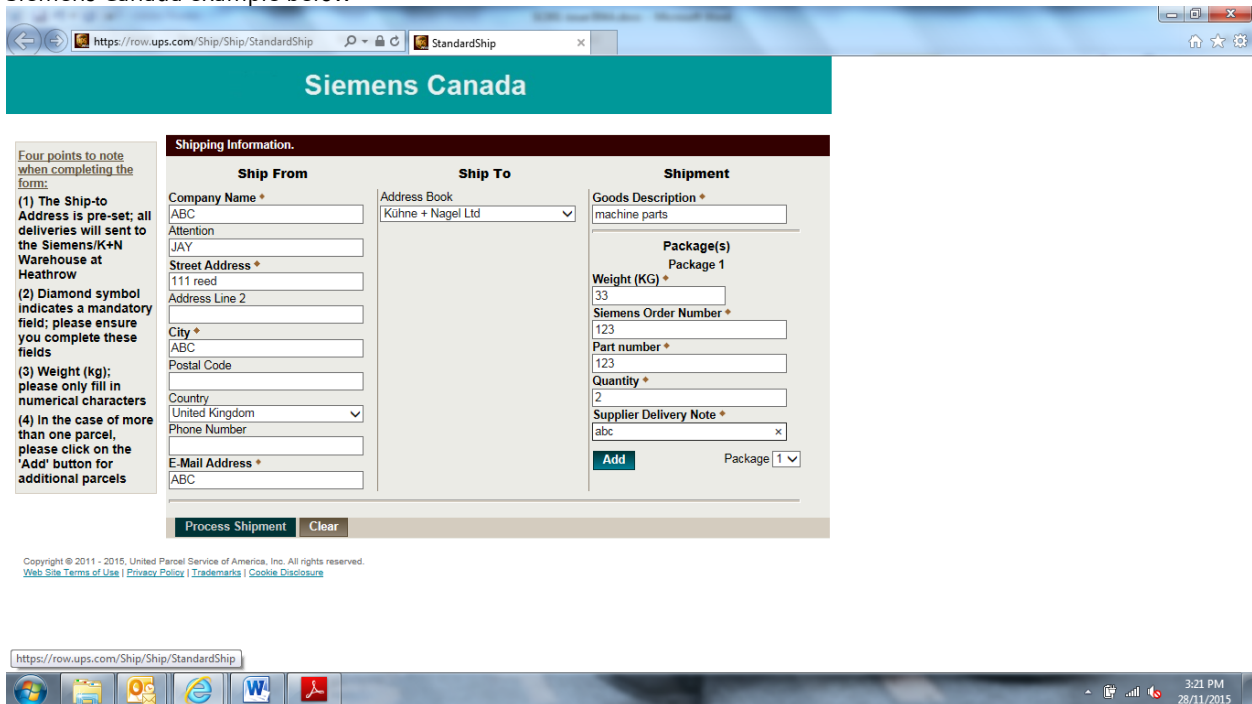 https://row.ups.com/Ship/Ship/StandardShip
StandardShip
Siemens Canada
Four points to note
when completing the
form:
(1) The Ship-to
Address is pre-set; all
deliveries will sent to
the Siemens/K+N
Warehouse at
Heathrow
(2) Diamond symbol
indicates a mandatory
field; please ensure
you complete these
fields
(3) Weight (kg);
please only fill in
numerical characters
(4) In the case of more
than one parcel,
please click on the
'Add' button for
additional parcels
Shipping Information.
Ship From
Company Name
ABC
Attention
JAY
Street Address
111 reed
Address Line 2
City
ABC
Postal Code
Country
United Kingdom
Phone Number
E-Mail Address
ABC
Ship To
Address Book
Kühne + Nagel Ltd
Shipment
Goods Description
machine parts
Package(s)
Package 1
Weight (KG)
33
Siemens Order Number
123
Part number
123
Quantity
2
Supplier Delivery Note
abc
Add
Package 1
Process Shipment Clear
Copyright © 2011 - 2015, United Parcel Service of America, Inc. All rights reserved.
Web Site Terms of Use | Privacy Policy | Trademarks | Cookie Disclosure
https://row.ups.com/Ship/Ship/StandardShip
3:21 PM
28/11/2015